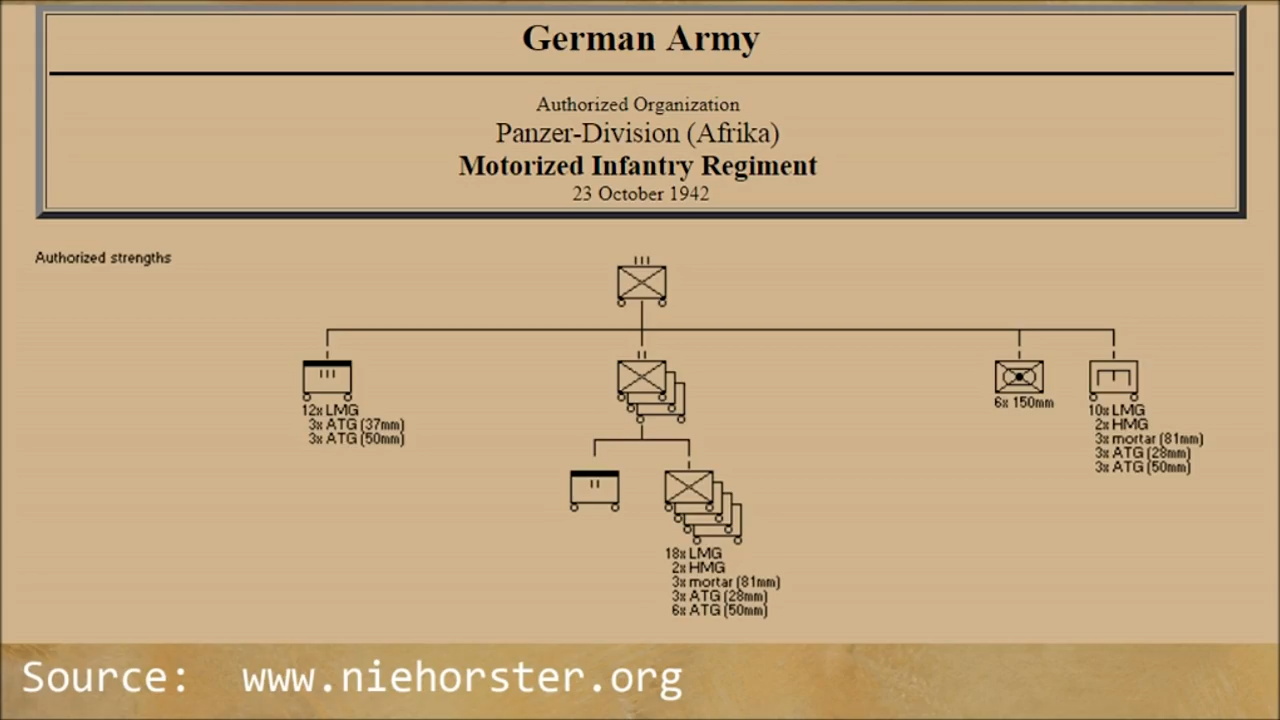 German Army
Authorized Organization
Panzer-Division (Afrika)
Motorized Infantry Regiment
23 October 1942
Authorized strengths
12x LMG
3x ATG (37mm)
3x ATG (50mm)
6x 150mm
10x LMG
2x HMG
3x mortar (81mm)
3x ATG (28mm)
3x ATG (50mm)
18x LMG
2x HMG
3x mortar (81mm)
3x ATG (28mm)
6x ATG (50mm)
Source: www.niehorster.org